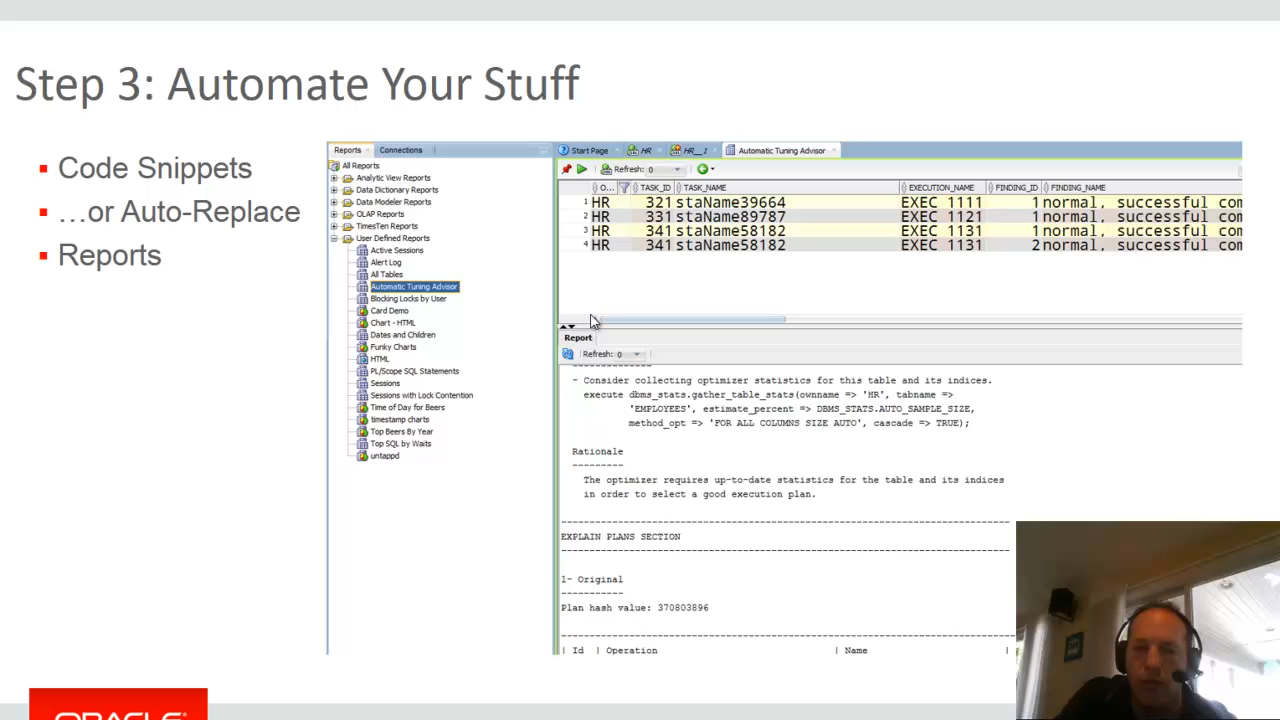 Step 3: Automate Your Stuff
▪ Code Snippets
▪ …or Auto-Replace
▪ Reports
Reports
Connections
All Reports
Analytic View Reports
Data Dictionary Reports
Data Modeler Reports
OLAP Reports
TimesTen Reports
User Defined Reports
Active Sessions
Alert Log
All Tables
Automatic Tuning Advisor
Blocking Locks by User
Card Demo
Chart - HTML
Dates and Children
Funky Charts
HTML
PL/Scope SQL Statements
Sessions
Sessions with Lock Contention
Time of Day for Beers
timestamp charts
Top Beers By Year
Top SQL by Waits
untappd
Start Page HR HR__1 Automatic Tuning Advisor
Refresh: 0
O... TASK_ID TASK_NAME EXECUTION_NAME FINDING_ID FINDING_NAME
1 HR 321 staName39664 EXEC 1111 1 normal, successful com
2 HR 331 staName89787 EXEC 1121 1 normal, successful com
3 HR 341 staName58182 EXEC 1131 1 normal, successful com
4 HR 341 staName58182 EXEC 1131 2 normal, successful com
Report
Refresh: 0
--------------
- Consider collecting optimizer statistics for this table and its indices.
execute dbms_stats.gather_table_stats(ownname => 'HR', tabname =>
'EMPLOYEES', estimate_percent => DBMS_STATS.AUTO_SAMPLE_SIZE,
method_opt => 'FOR ALL COLUMNS SIZE AUTO', cascade => TRUE);
Rationale
---------
The optimizer requires up-to-date statistics for the table and its indices
in order to select a good execution plan.
-------------------------------------------------------------------------------
EXPLAIN PLANS SECTION
-------------------------------------------------------------------------------
1- Original
-----------
Plan hash value: 370803896
-------------------------------------------------------------------------------
| Id | Operation | Name |
ORACLE